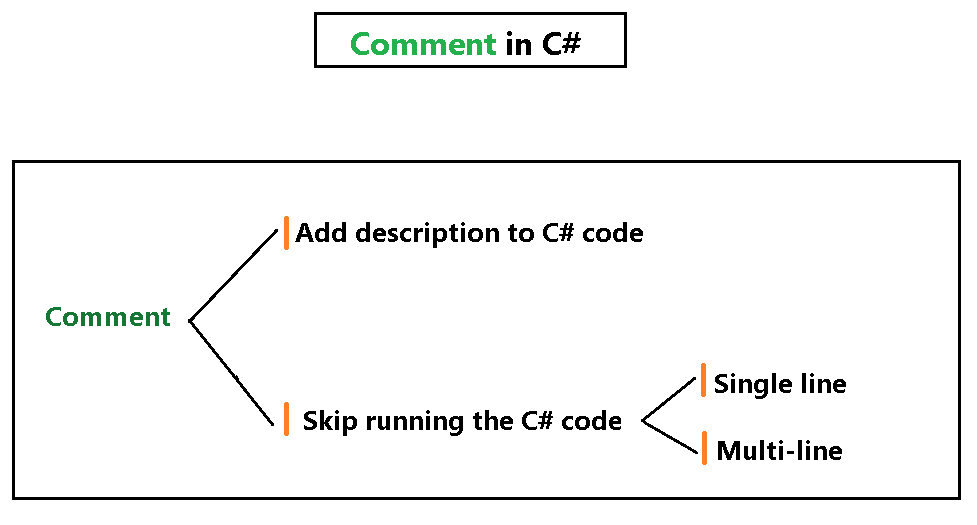 Comment in C#
Add description to C# code
Comment
Skip running the C# code
Single line
Multi-line